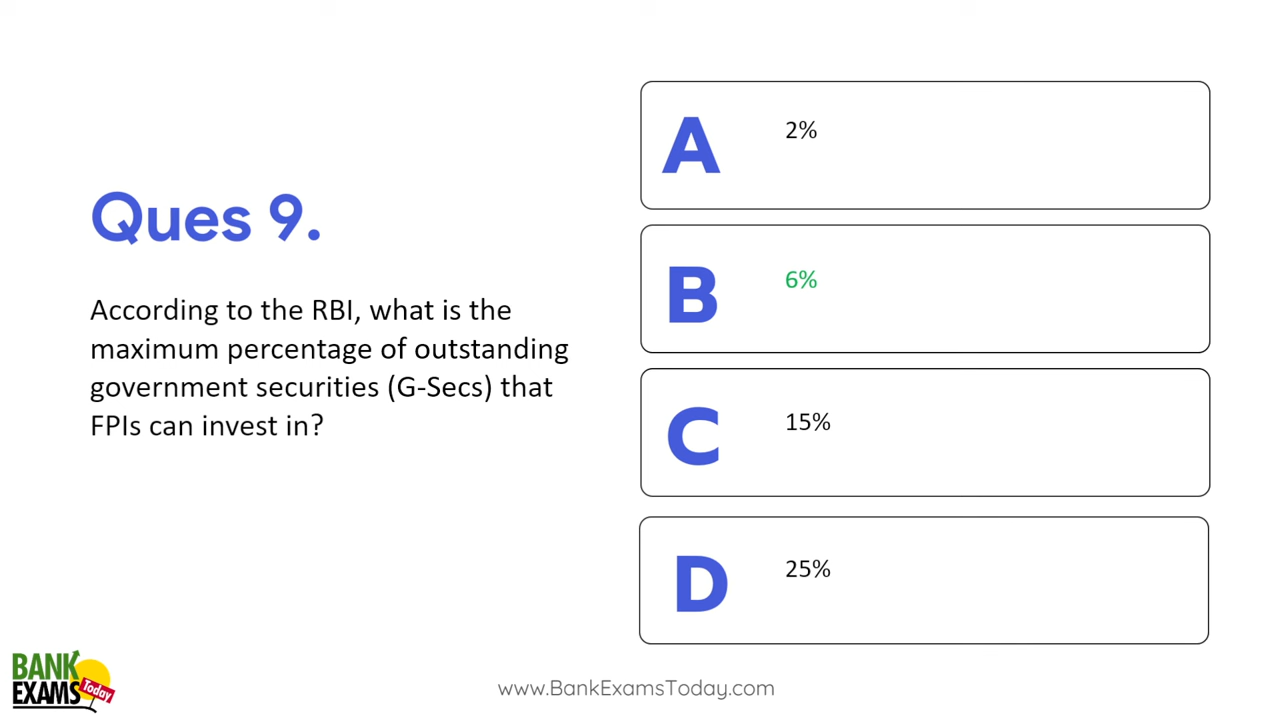 Ques 9.
According to the RBI, what is the
maximum percentage of outstanding
government securities (G-Secs) that
FPIs can invest in?
A
2%
B
6%
C
15%
D
25%
BANK
EXAMS
Today
www.BankExamsToday.com